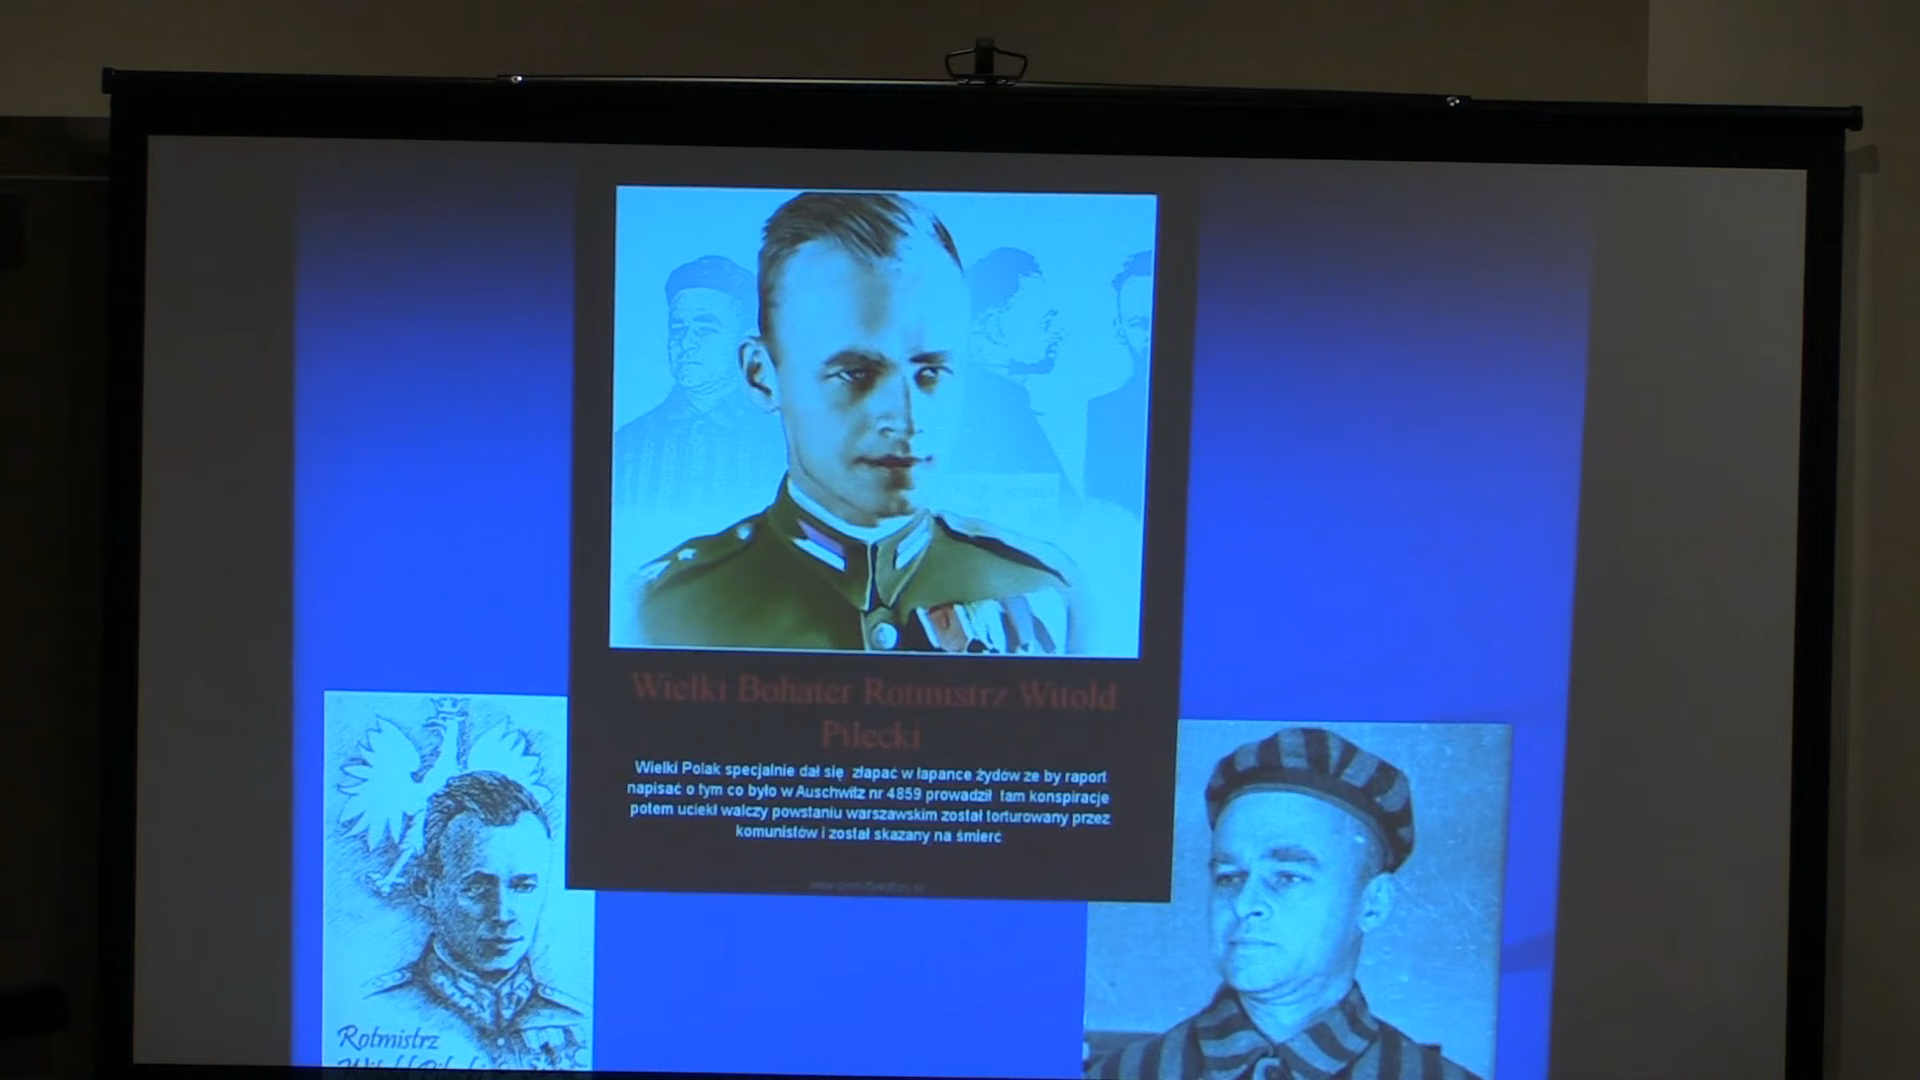 Wielki Bohater Rotmistrz Witold
Pilecki
Wielki Polak specjalnie dał się złapać w łapance żydów ze by raport
napisać o tym co było w Auschwitz nr 4859 prowadził tam konspiracje
potem uciekł walczy powstaniu warszawskim został torturowany przez
komunistów i został skazany na śmierć
Rotmistrz